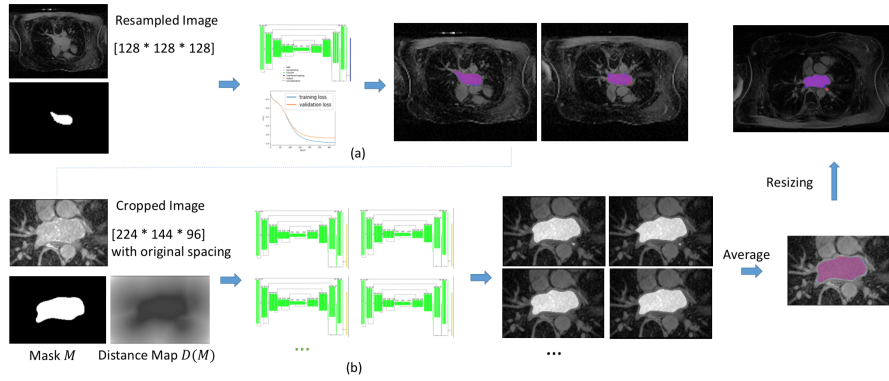 Resampled Image
[128 * 128 * 128]
training loss
validation loss
(a)
Cropped Image
[224 * 144 * 96]
with original spacing
Mask M
Distance Map D(M)
...
(b)
...
Average
Resizing